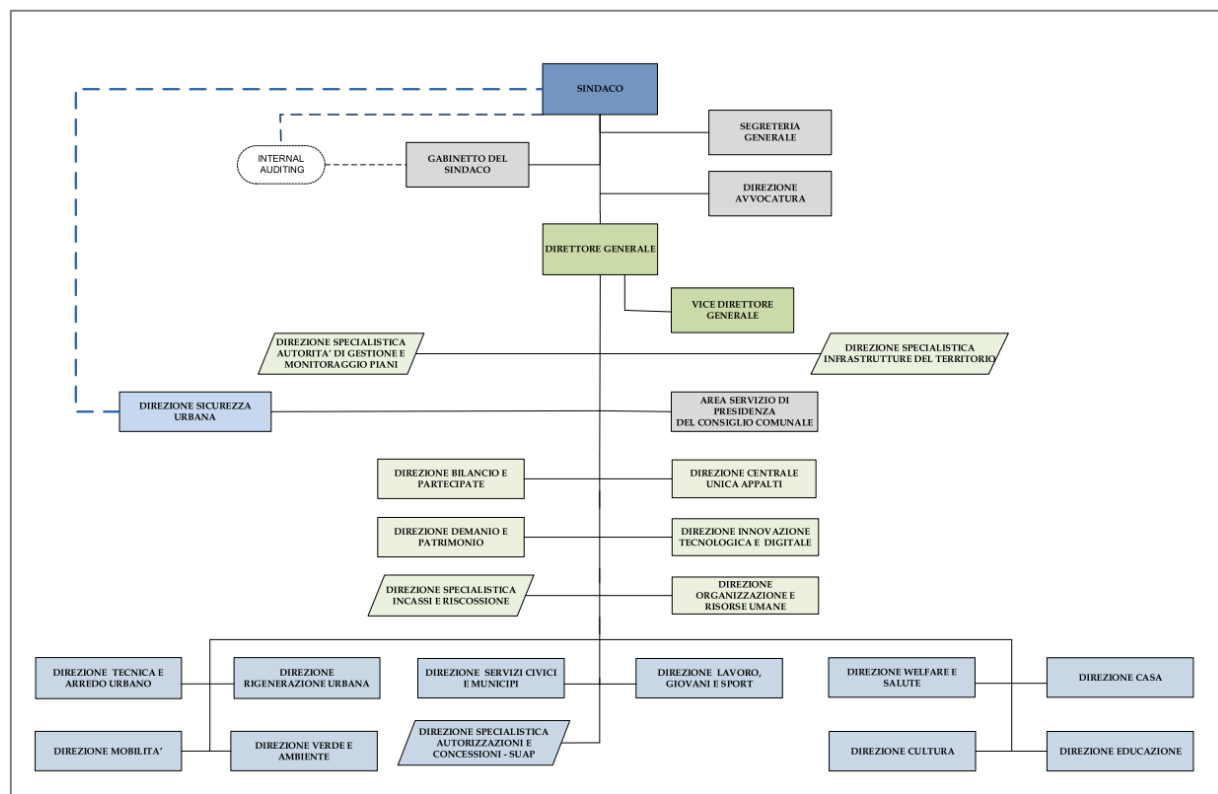 SINDACO
SEGRETERIA
GENERALE
INTERNAL
AUDITING
GABINETTO DEL
SINDACO
DIREZIONE
AVVOCATURA
DIRETTORE GENERALE
VICE DIRETTORE
GENERALE
DIREZIONE SPECIALISTICA
AUTORITA' DI GESTIONE E
MONITORAGGIO PIANI
DIREZIONE SPECIALISTICA
INFRASTRUTTURE DEL TERRITORIO
DIREZIONE SICUREZZA
URBANA
AREA SERVIZIO DI
PRESIDENZA
DEL CONSIGLIO COMUNALE
DIREZIONE BILANCIO E
PARTECIPATE
DIREZIONE CENTRALE
UNICA APPALTI
DIREZIONE DEMANIO E
PATRIMONIO
DIREZIONE INNOVAZIONE
TECNOLOGICA E DIGITALE
DIREZIONE SPECIALISTICA
INCASSI E RISCOSSIONE
DIREZIONE
ORGANIZZAZIONE E
RISORSE UMANE
DIREZIONE TECNICA E
ARREDO URBANO
DIREZIONE
RIGENERAZIONE URBANA
DIREZIONE SERVIZI CIVICI
E MUNICIPI
DIREZIONE LAVORO,
GIOVANI E SPORT
DIREZIONE WELFARE E
SALUTE
DIREZIONE CASA
DIREZIONE MOBILITA'
DIREZIONE VERDE E
AMBIENTE
DIREZIONE SPECIALISTICA
AUTORIZZAZIONI E
CONCESSIONI - SUAP
DIREZIONE CULTURA
DIREZIONE EDUCAZIONE